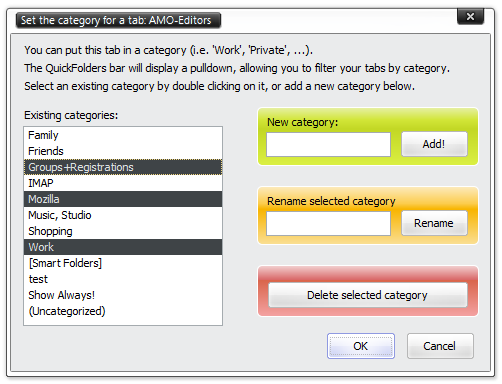 Set the category for a tab: AMO-Editors
You can put this tab in a category (i.e. 'Work', 'Private', ...).
The QuickFolders bar will display a pulldown, allowing you to filter your tabs by category.
Select an existing category by double clicking on it, or add a new category below.
Existing categories:
Family
Friends
Groups+Registrations
IMAP
Mozilla
Music, Studio
Shopping
Work
[Smart Folders]
test
Show Always!
(Uncategorized)
New category:
Add!
Rename selected category
Rename
Delete selected category
OK
Cancel